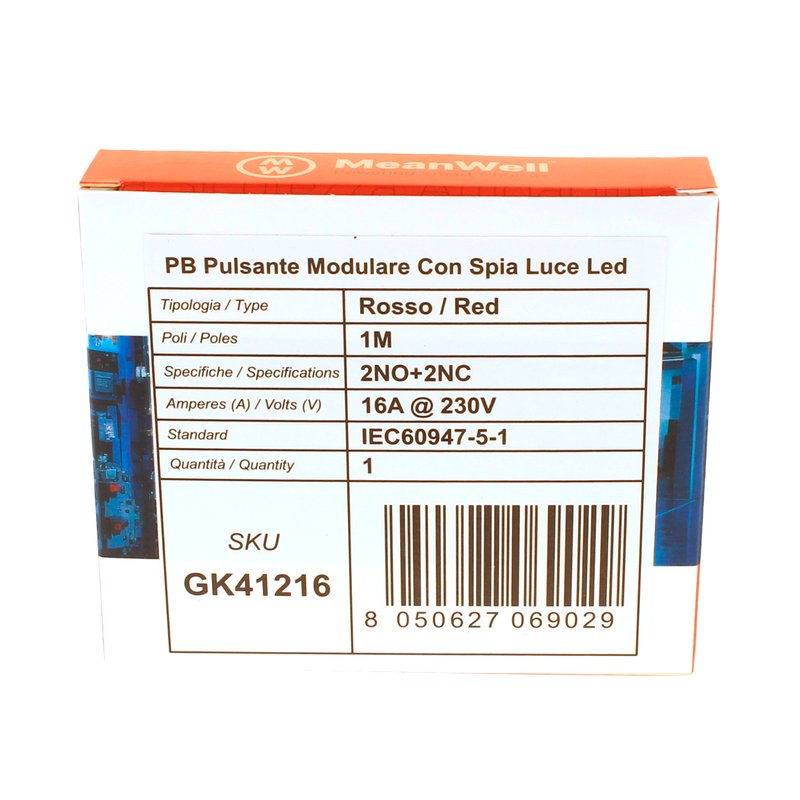 MW MeanWell
PB Pulsante Modulare Con Spia Luce Led
Tipologia / Type Rosso / Red
Poli / Poles 1M
Specifiche / Specifications 2NO+2NC
Amperes (A) / Volts (V) 16A @ 230V
Standard IEC60947-5-1
Quantità / Quantity 1
SKU
GK41216
8 050627 069029